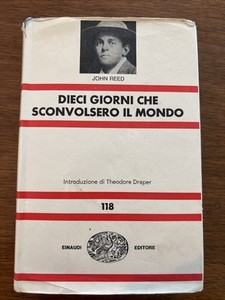 JOHN REED
DIECI GIORNI CHE
SCONVOLSERO IL MONDO
Introduzione di Theodore Draper
118
EINAUDI EDITORE